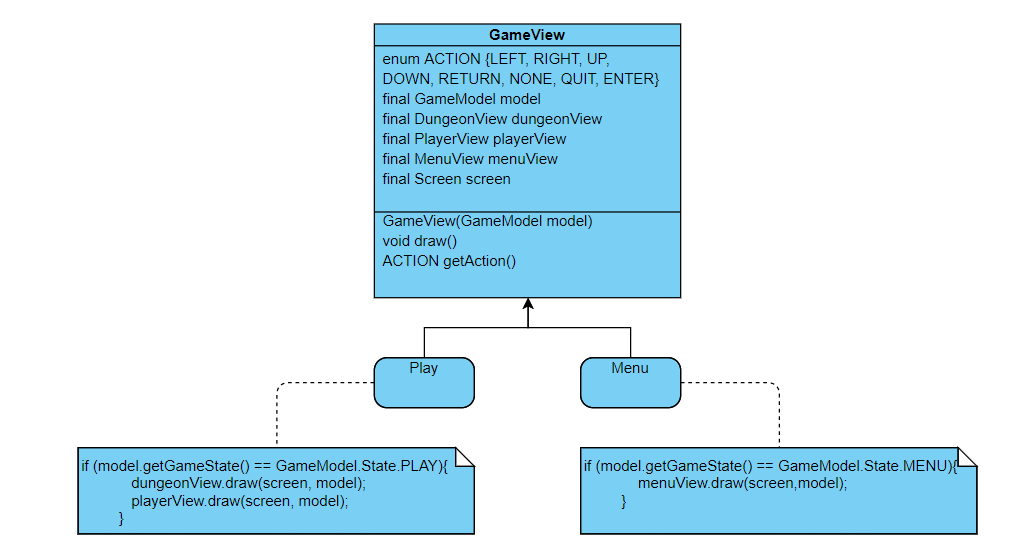 GameView
enum ACTION {LEFT, RIGHT, UP,
DOWN, RETURN, NONE, QUIT, ENTER}
final GameModel model
final DungeonView dungeonView
final PlayerView playerView
final MenuView menuView
final Screen screen
GameView(GameModel model)
void draw()
ACTION getAction()
Play
Menu
if (model.getGameState() == GameModel.State.PLAY){
dungeonView.draw(screen, model);
playerView.draw(screen, model);
}
if (model.getGameState() == GameModel.State.MENU){
menuView.draw(screen,model);
}